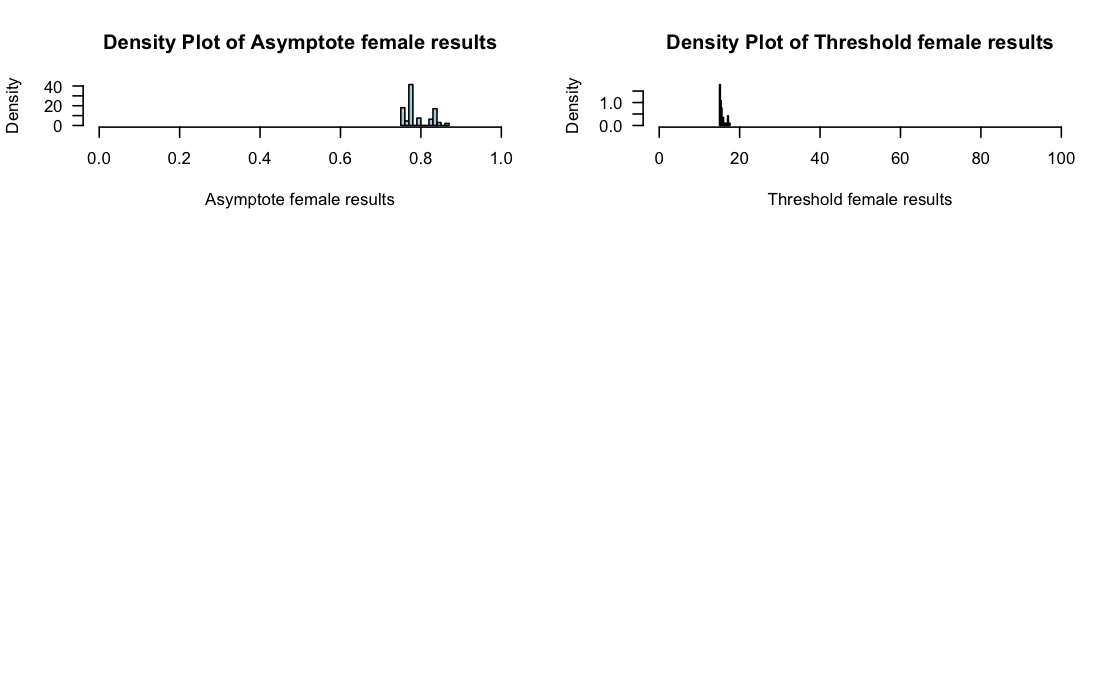 Density Plot of Asymptote female results
Density
40
20
0
0.0 0.2 0.4 0.6 0.8 1.0
Asymptote female results
Density Plot of Threshold female results
Density
1.0
0.0
0 20 40 60 80 100
Threshold female results